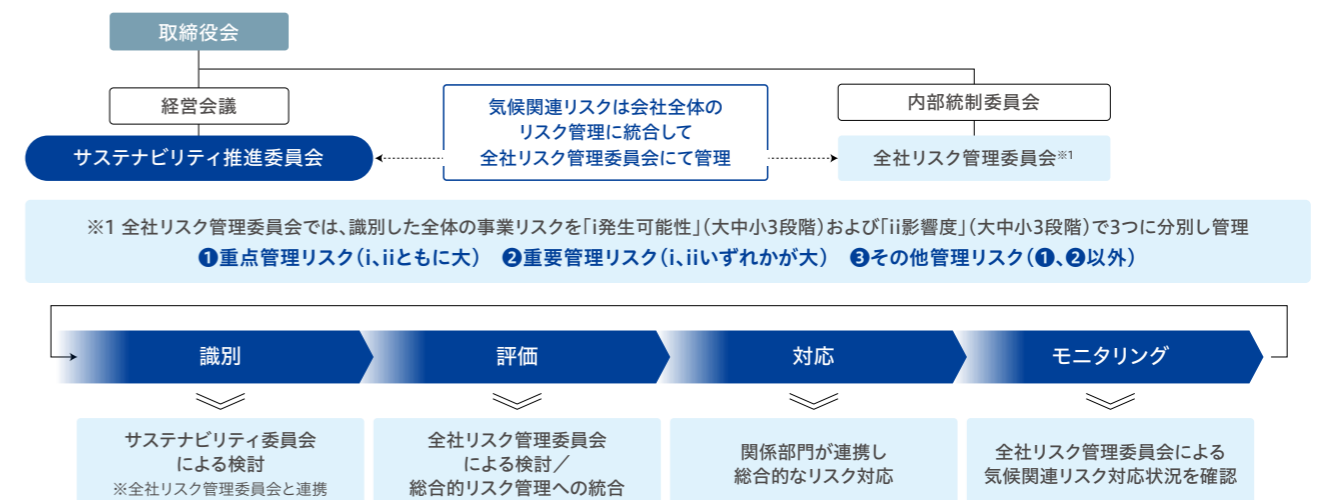 取締役会
経営会議
サステナビリティ推進委員会
気候関連リスクは会社全体の
リスク管理に統合して
全社リスク管理委員会にて管理
内部統制委員会
全社リスク管理委員会※1
※1 全社リスク管理委員会では、識別した全体の事業リスクを「i発生可能性」(大中小3段階)および「ii影響度」(大中小3段階)で3つに分別し管理
❶重点管理リスク(i、iiともに大) ❷重要管理リスク(i、iiいずれかが大) ❸その他管理リスク(❶、❷以外)
識別
評価
対応
モニタリング
サステナビリティ委員会
による検討
※全社リスク管理委員会と連携
全社リスク管理委員会
による検討/
総合的リスク管理への統合
関係部門が連携し
総合的なリスク対応
全社リスク管理委員会による
気候関連リスク対応状況を確認